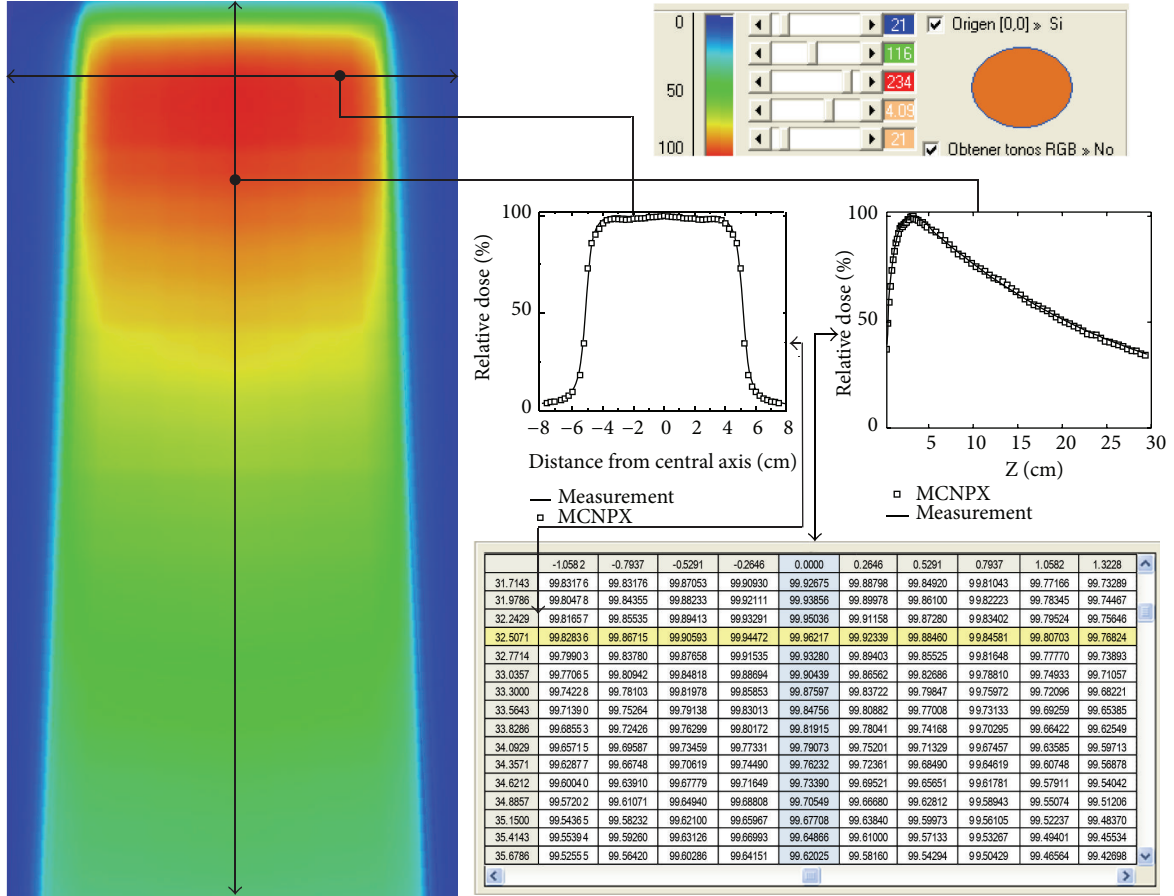 0
50
100
21
116
234
4.09
21
Origen [0,0] » Si
Obtener tonos RGB » No
Relative dose (%)
100
50
0
−8 −6 −4 −2 0 2 4 6 8
Distance from central axis (cm)
Measurement
MCNPX
Relative dose (%)
100
50
0
5 10 15 20 25 30
Z (cm)
MCNPX
Measurement
-1.0582 -0.7937 -0.5291 -0.2646 0.0000 0.2646 0.5291 0.7937 1.0582 1.3228
31.7143 99.83176 99.83176 99.87053 99.90930 99.92675 99.88798 99.84920 99.81043 99.77166 99.73289
31.9786 99.80478 99.84355 99.88233 99.92111 99.93856 99.89978 99.86100 99.82223 99.78345 99.74467
32.2429 99.81657 99.85535 99.89413 99.93291 99.95036 99.91158 99.87280 99.83402 99.79524 99.75646
32.5071 99.82836 99.86715 99.90593 99.94472 99.96217 99.92339 99.88460 99.84581 99.80703 99.76824
32.7714 99.79903 99.83780 99.87658 99.91535 99.93280 99.89403 99.85525 99.81648 99.77770 99.73893
33.0357 99.77065 99.80942 99.84818 99.88694 99.90439 99.86562 99.82686 99.78810 99.74933 99.71057
33.3000 99.74228 99.78103 99.81978 99.85853 99.87597 99.83722 99.79847 99.75972 99.72096 99.68221
33.5643 99.71390 99.75264 99.79138 99.83013 99.84756 99.80882 99.77008 99.73133 99.69259 99.65385
33.8286 99.68553 99.72426 99.76299 99.80172 99.81915 99.78041 99.74168 99.70295 99.66422 99.62549
34.0929 99.65715 99.69587 99.73459 99.77331 99.79073 99.75201 99.71329 99.67457 99.63585 99.59713
34.3571 99.62877 99.66748 99.70619 99.74490 99.76232 99.72361 99.68490 99.64619 99.60748 99.56878
34.6212 99.60040 99.63910 99.67779 99.71649 99.73390 99.69521 99.65651 99.61781 99.57911 99.54042
34.8857 99.57202 99.61071 99.64940 99.68808 99.70549 99.66680 99.62812 99.58943 99.55074 99.51206
35.1500 99.54365 99.58232 99.62100 99.65967 99.67708 99.63840 99.59973 99.56105 99.52237 99.48370
35.4143 99.55394 99.59260 99.63126 99.66993 99.64866 99.61000 99.57133 99.53267 99.49401 99.45534
35.6786 99.52555 99.56420 99.60286 99.64151 99.62025 99.58160 99.54294 99.50429 99.46564 99.42698